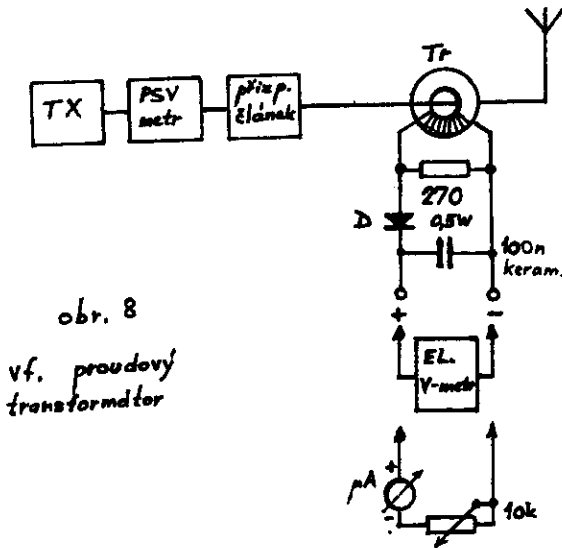 Tr
TX
PSV
metr
přizp.
článek
270
0,5W
D
100n
keram.
+
-
EL.
V-metr
obr. 8
vf. proudový
transformátor
+
µA
-
10k